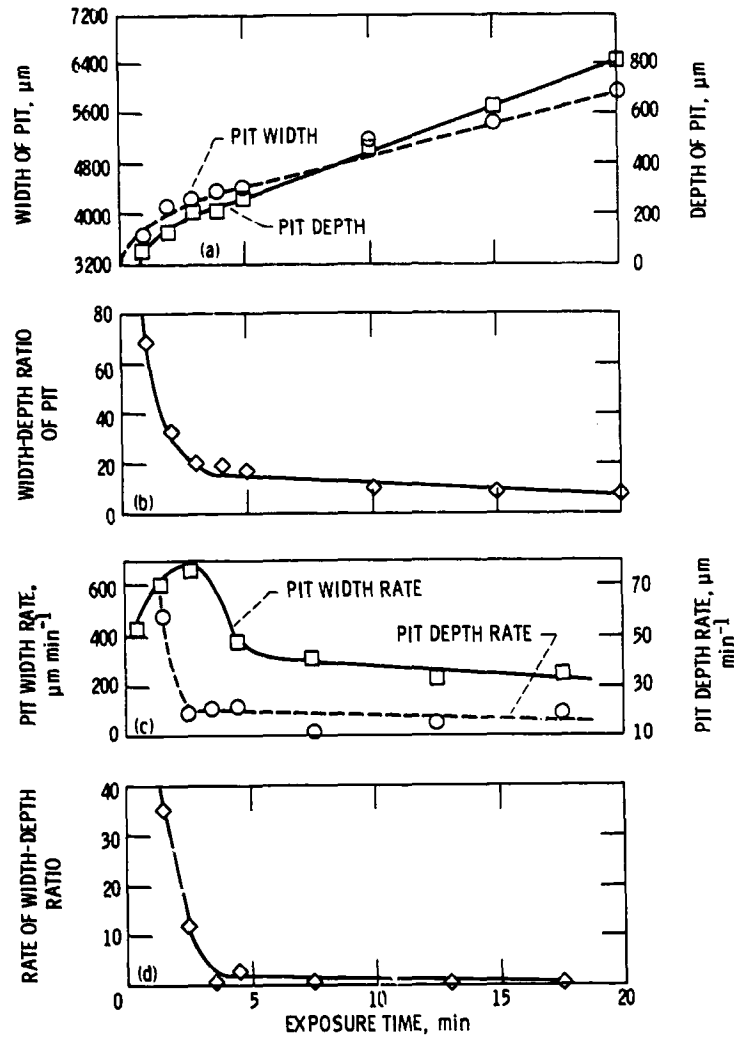 7200
6400
5600
4800
4000
3200
WIDTH OF PIT, µm
PIT WIDTH
PIT DEPTH
(a)
800
600
400
200
0
DEPTH OF PIT, µm
80
60
40
20
0
WIDTH-DEPTH RATIO
OF PIT
(b)
600
400
200
0
PIT WIDTH RATE,
µm min⁻¹
PIT WIDTH RATE
PIT DEPTH RATE
(c)
70
50
30
10
PIT DEPTH RATE, µm
min⁻¹
40
30
20
10
RATE OF WIDTH-DEPTH
RATIO
(d)
0
5
10
15
20
EXPOSURE TIME, min